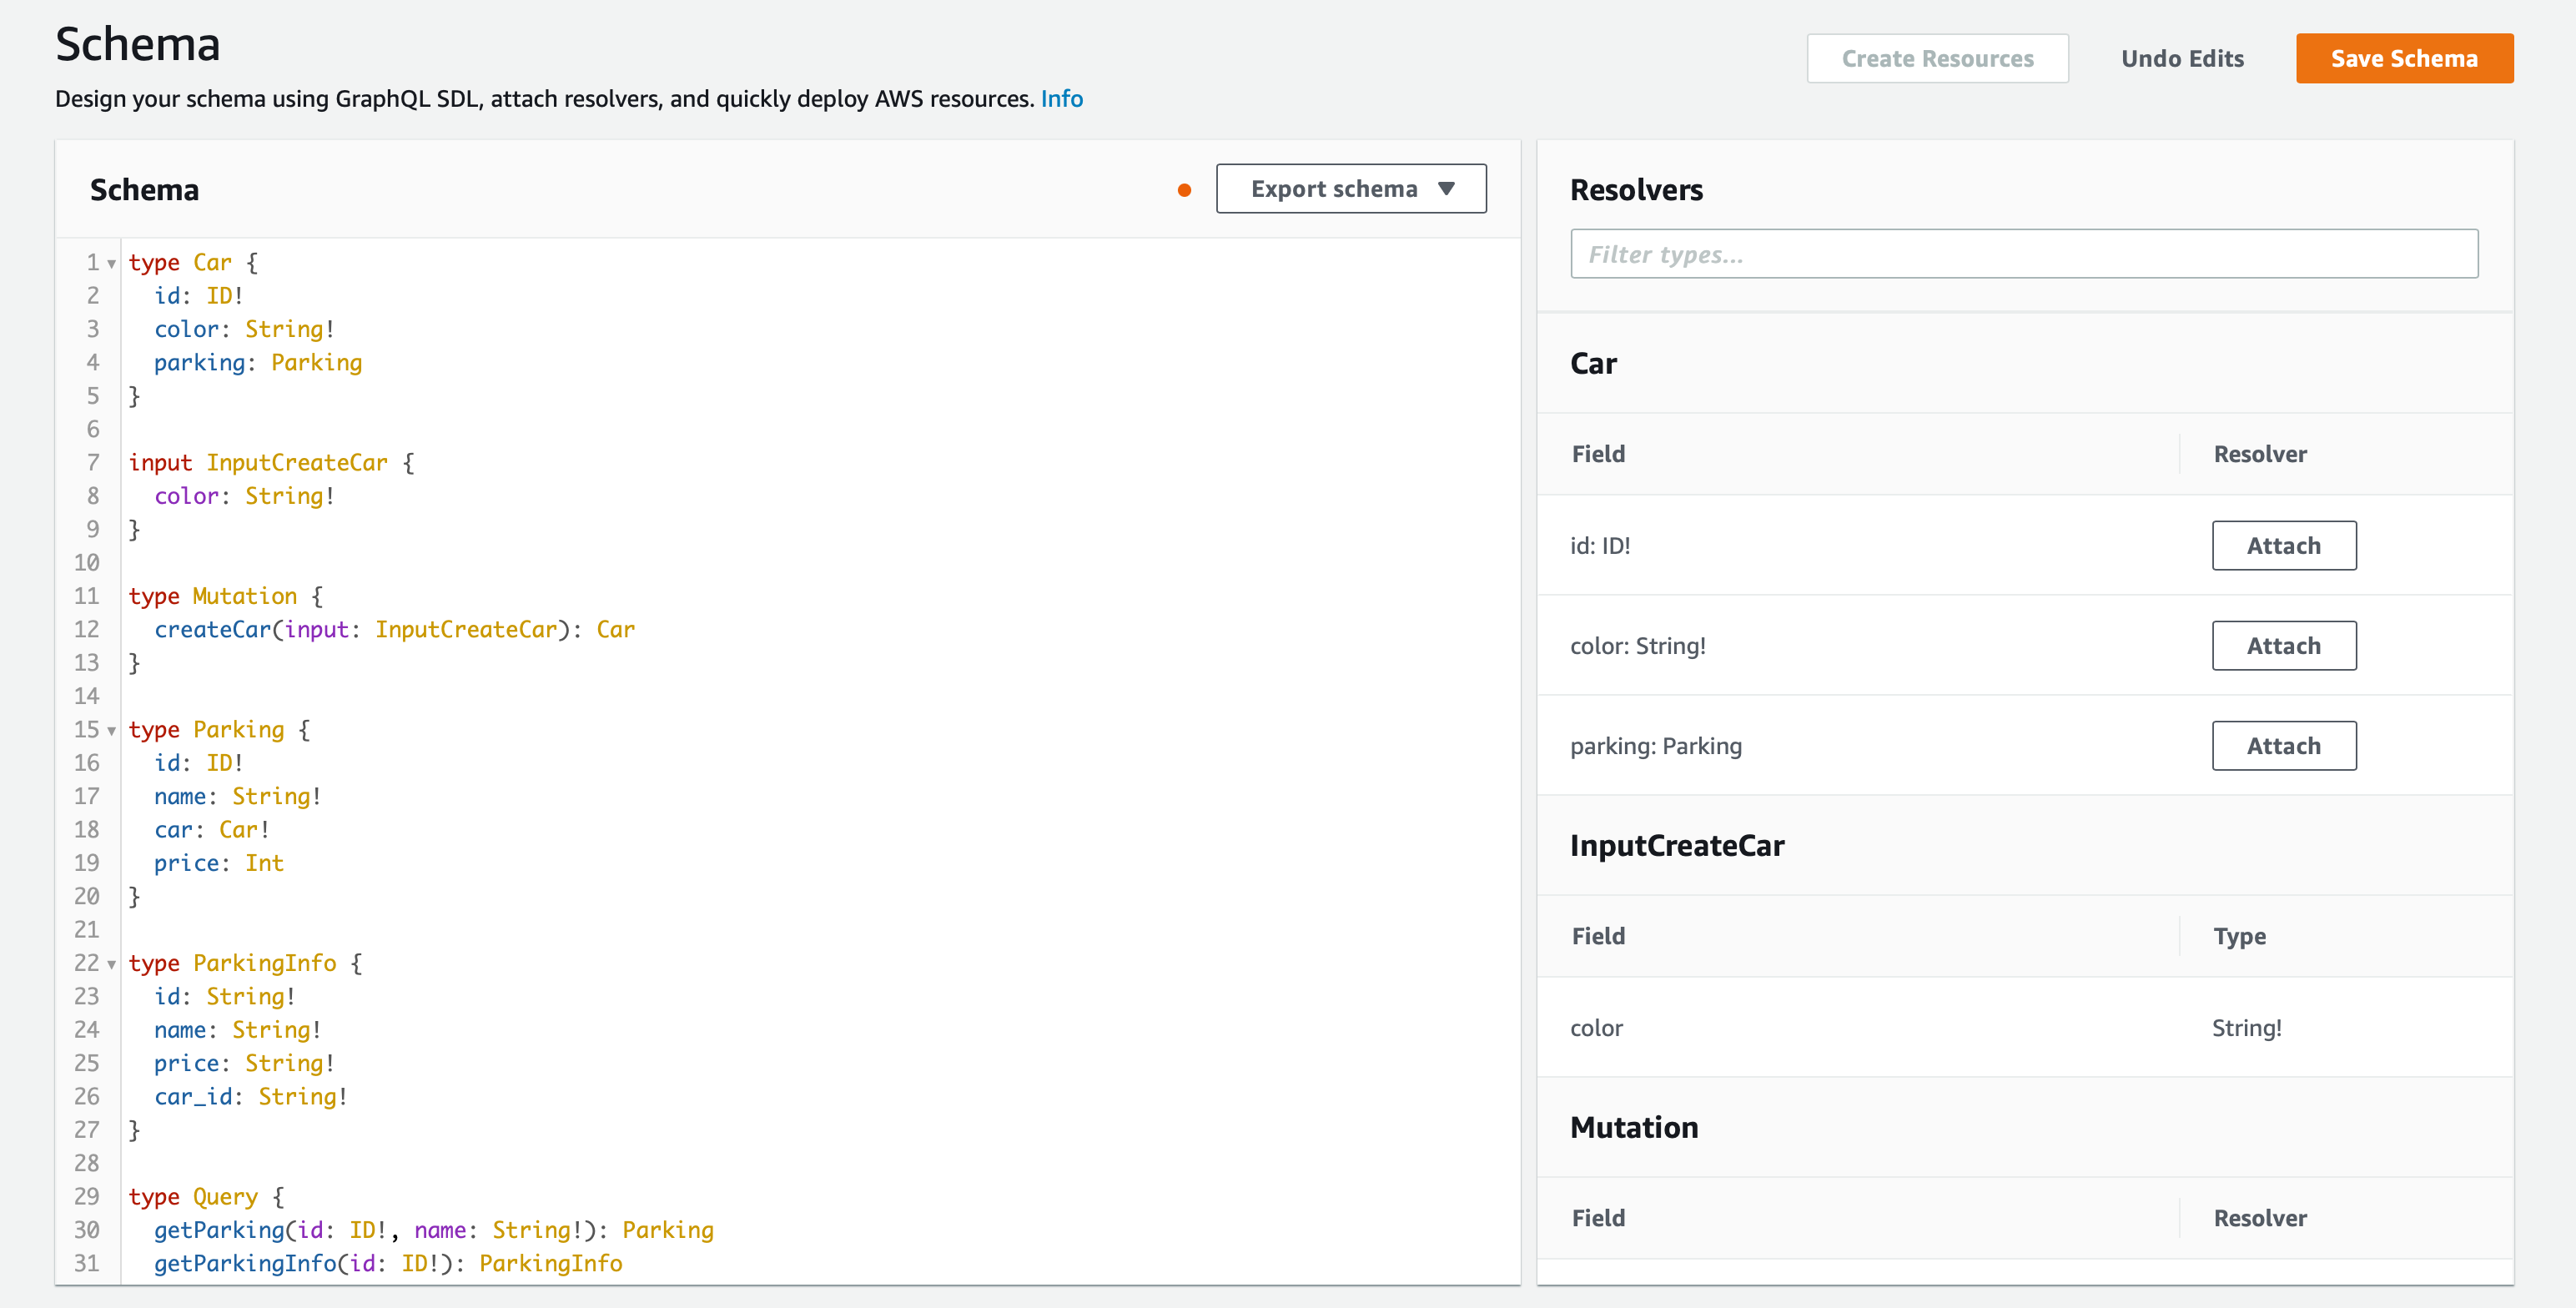 Schema
Create Resources
Undo Edits
Save Schema
Design your schema using GraphQL SDL, attach resolvers, and quickly deploy AWS resources. Info
Schema
Export schema
1 type Car {
2 id: ID!
3 color: String!
4 parking: Parking
5 }
6
7 input InputCreateCar {
8 color: String!
9 }
10
11 type Mutation {
12 createCar(input: InputCreateCar): Car
13 }
14
15 type Parking {
16 id: ID!
17 name: String!
18 car: Car!
19 price: Int
20 }
21
22 type ParkingInfo {
23 id: String!
24 name: String!
25 price: String!
26 car_id: String!
27 }
28
29 type Query {
30 getParking(id: ID!, name: String!): Parking
31 getParkingInfo(id: ID!): ParkingInfo
Resolvers
Filter types...
Car
Field Resolver
id: ID! Attach
color: String! Attach
parking: Parking Attach
InputCreateCar
Field Type
color String!
Mutation
Field Resolver